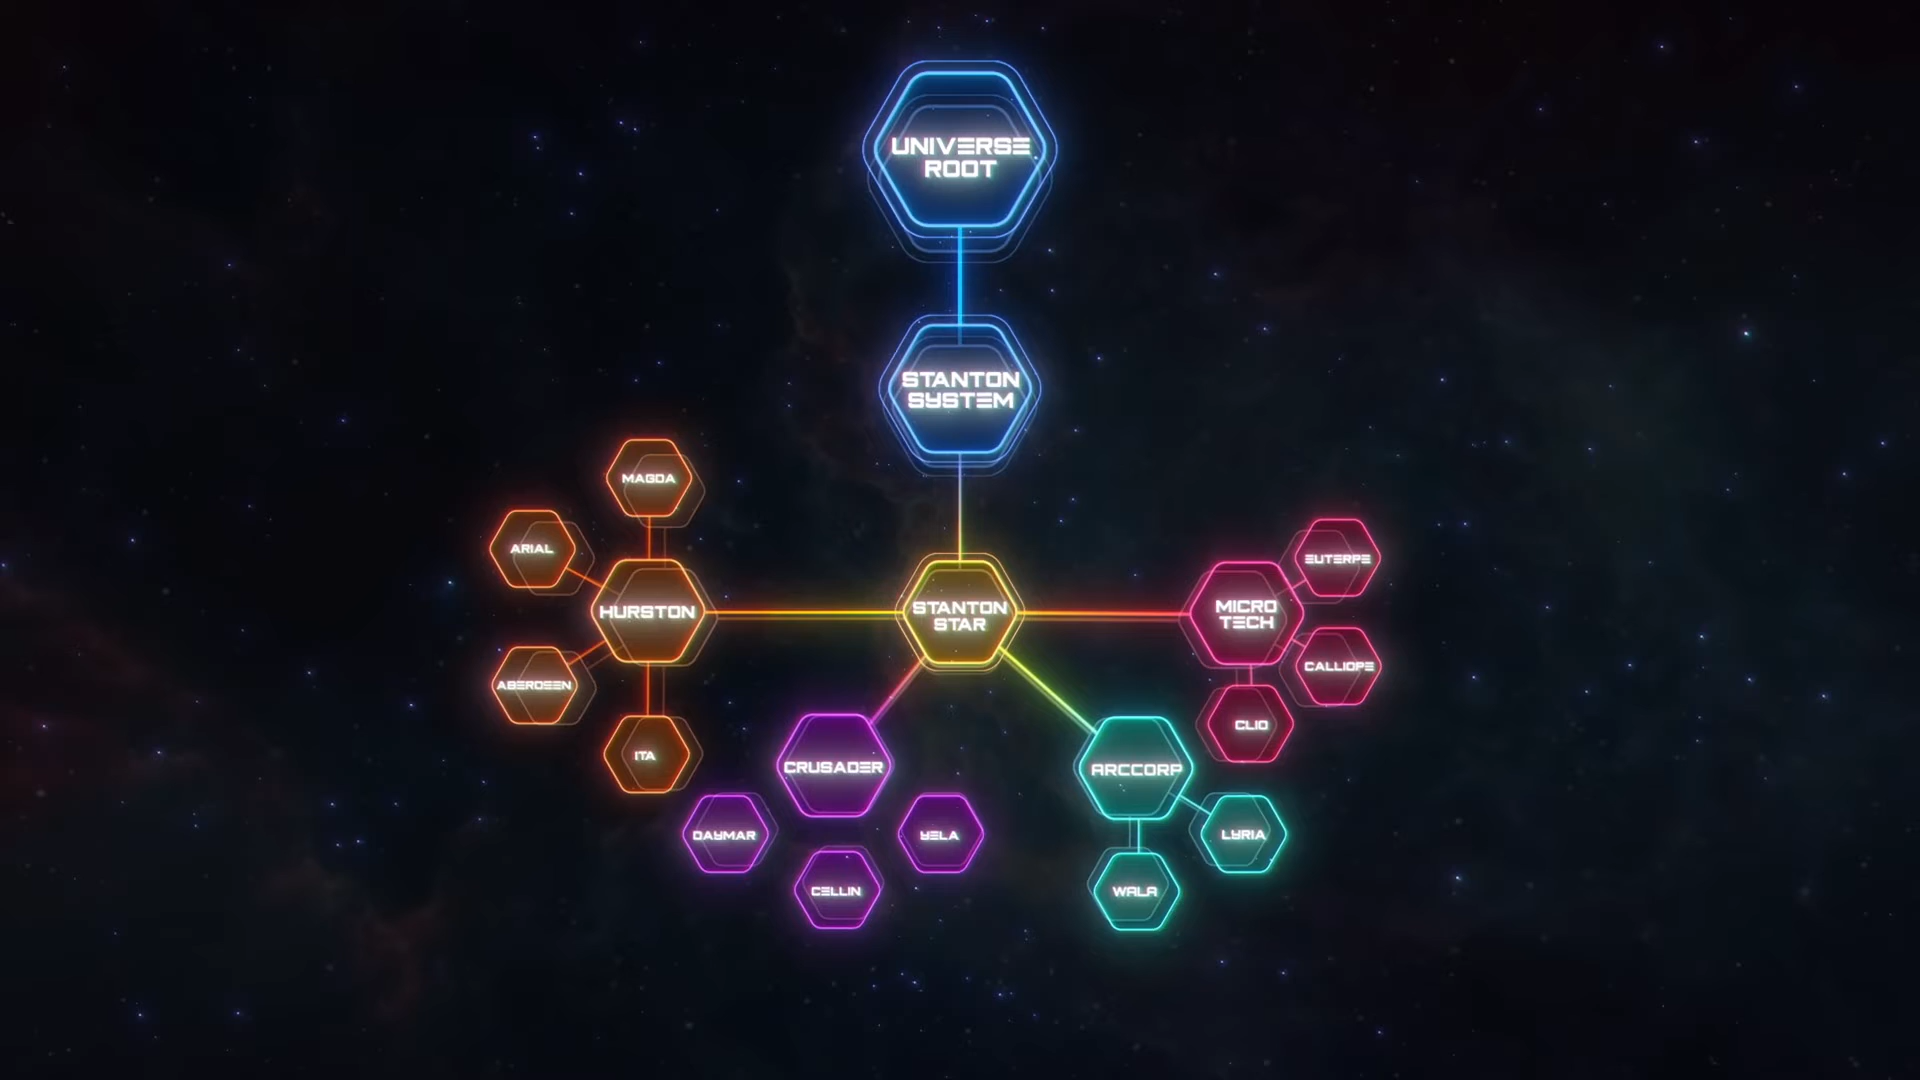 UNIVERSE
ROOT
STANTON
SYSTEM
MAGDA
ARIAL
HURSTON
ABERDEEN
ITA
STANTON
STAR
MICRO
TECH
EUTERPE
CALLIOPE
CLIO
CRUSADER
DAYMAR
CELLIN
YELA
ARCCORP
LYRIA
WALA